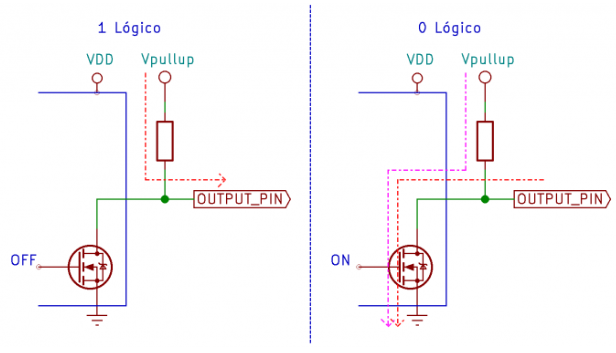 1 Lógico
VDD
Vpullup
OUTPUT_PIN
OFF
0 Lógico
VDD
Vpullup
OUTPUT_PIN
ON